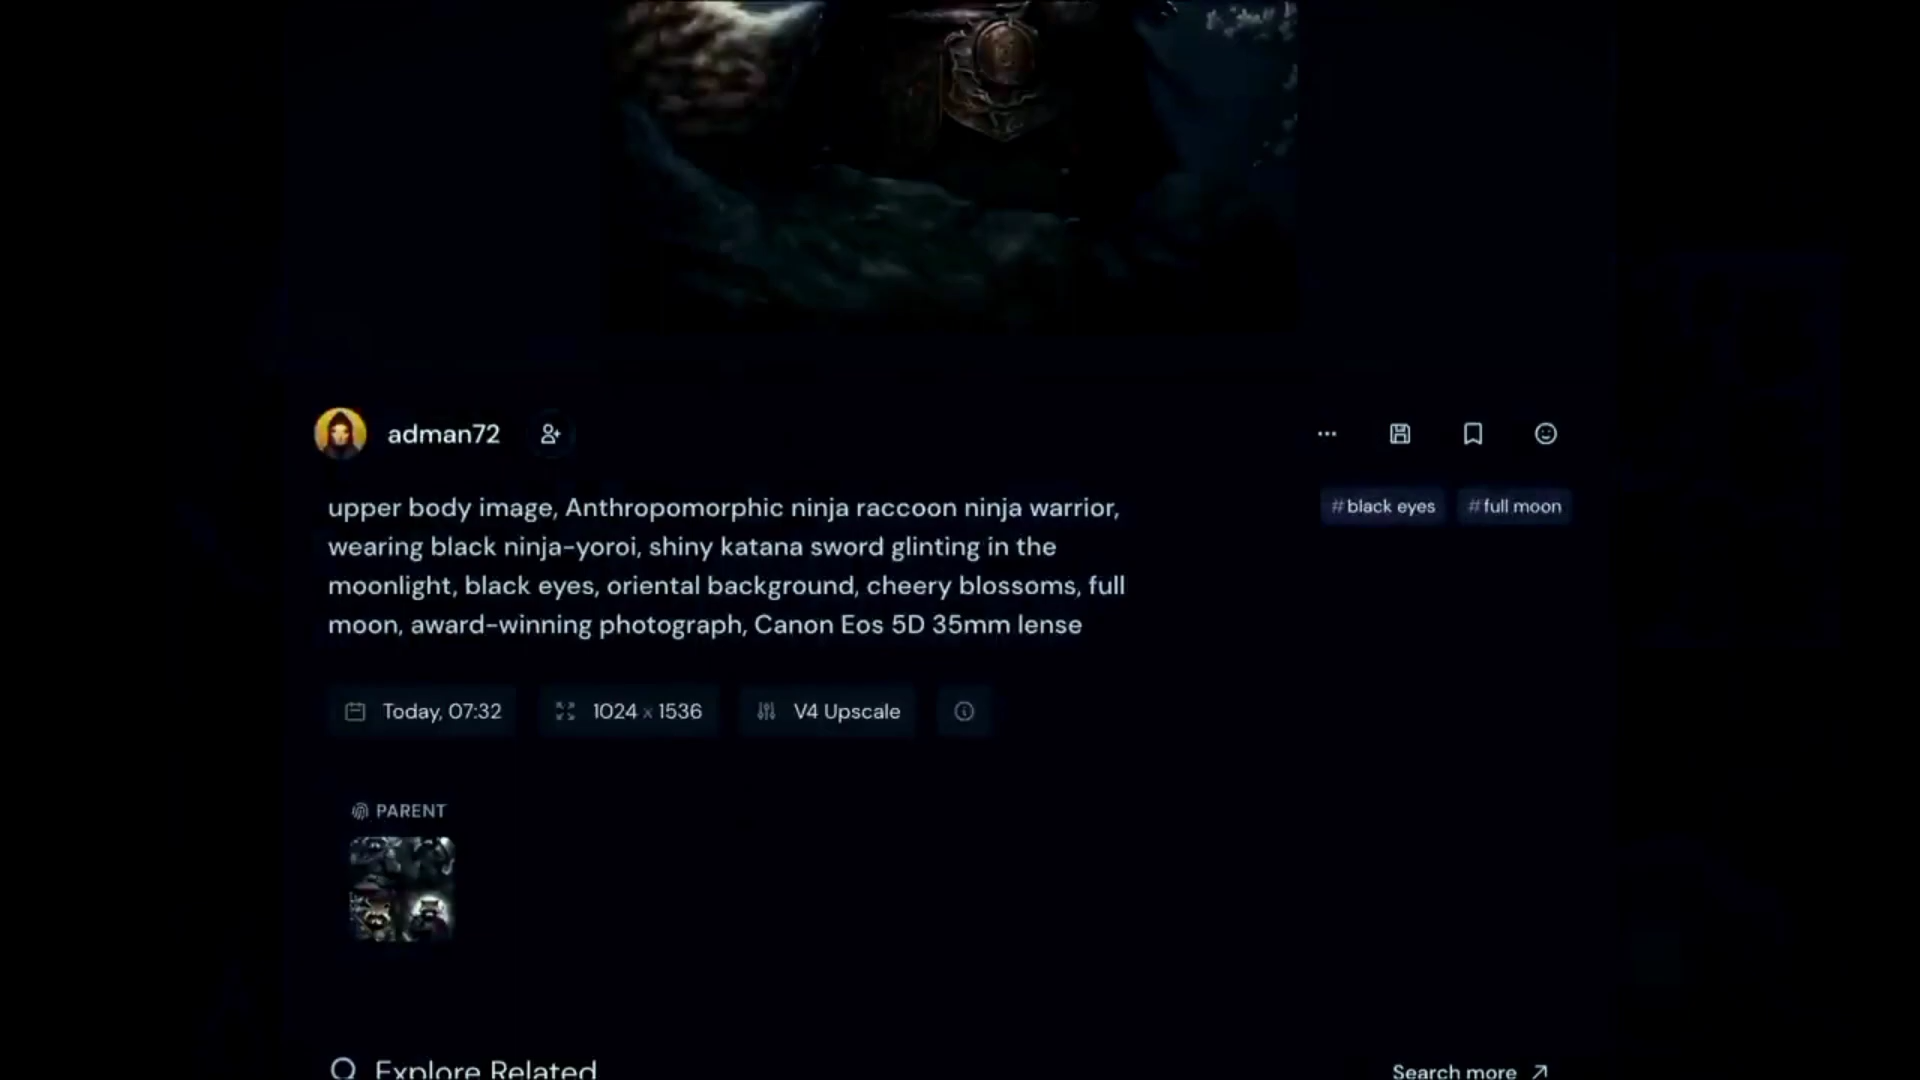 adman72
upper body image, Anthropomorphic ninja raccoon ninja warrior,
wearing black ninja-yoroi, shiny katana sword glinting in the
moonlight, black eyes, oriental background, cheery blossoms, full
moon, award-winning photograph, Canon Eos 5D 35mm lense
#black eyes
#full moon
Today, 07:32
1024 x 1536
V4 Upscale
PARENT
Explore Related
Search more